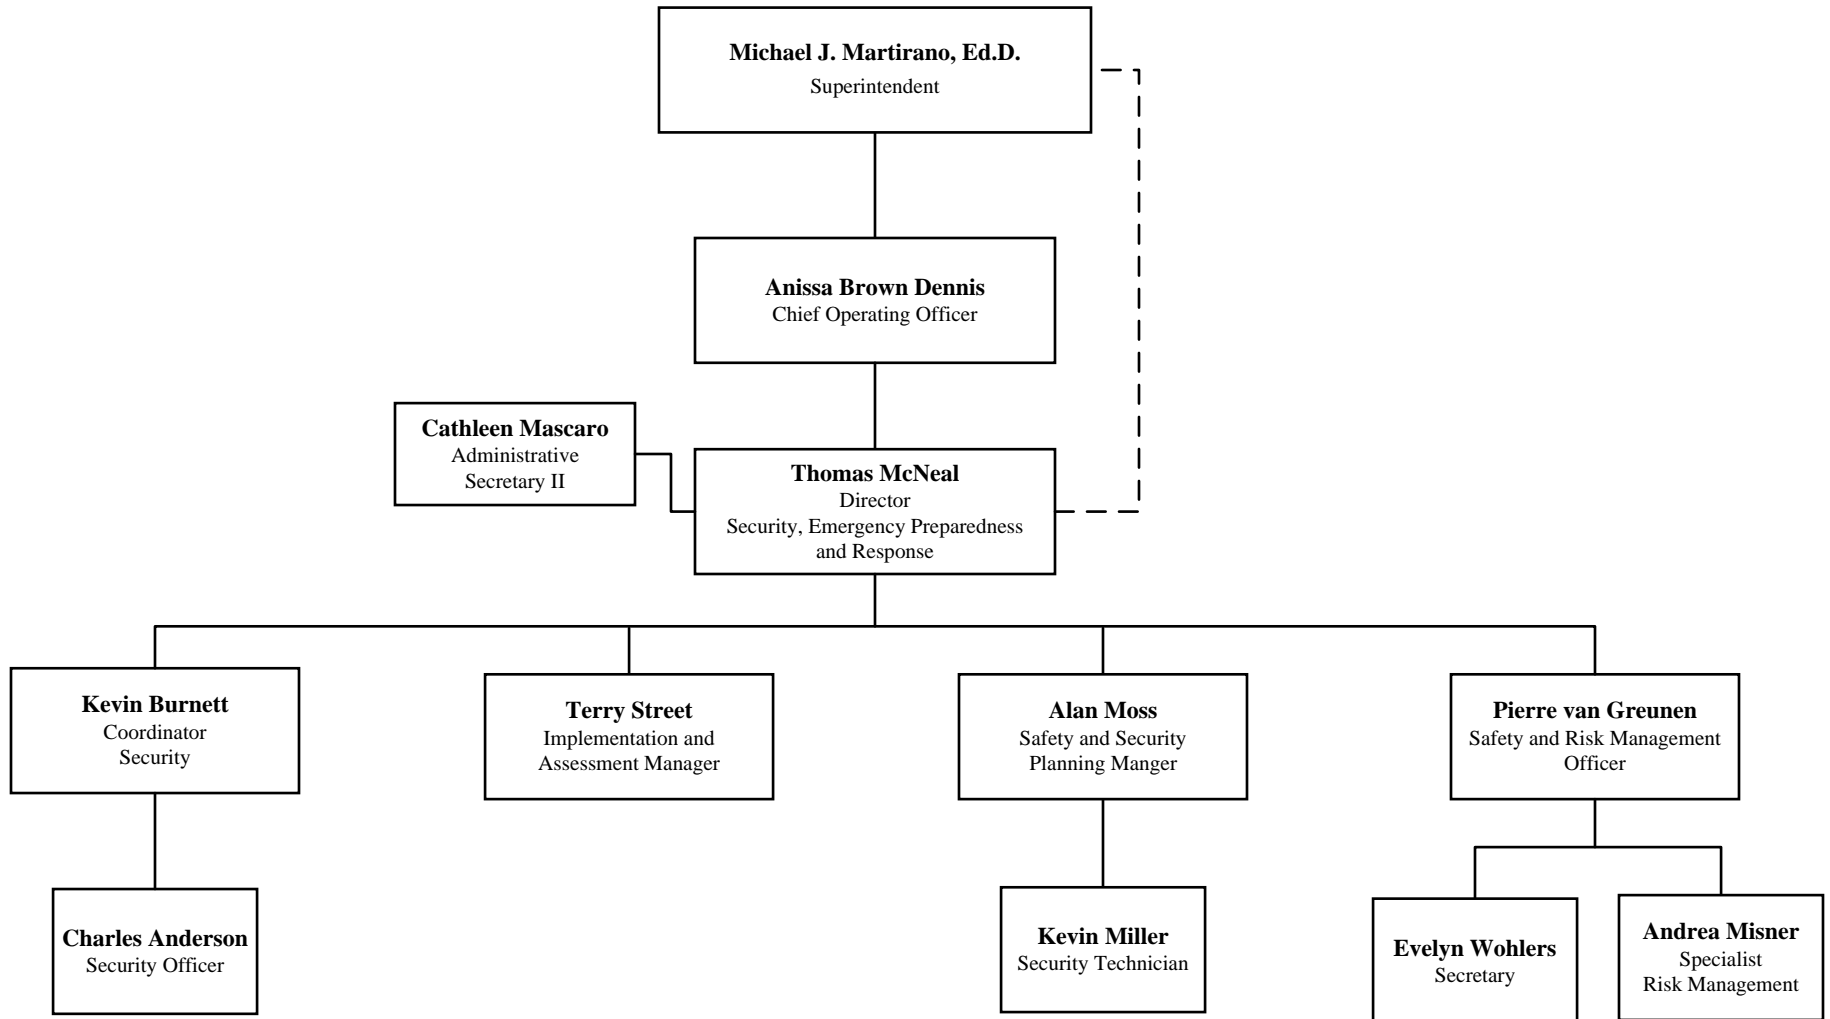 Michael J. Martirano, Ed.D.
Superintendent
Anissa Brown Dennis
Chief Operating Officer
Cathleen Mascaro
Administrative
Secretary II
Thomas McNeal
Director
Security, Emergency Preparedness
and Response
Kevin Burnett
Coordinator
Security
Terry Street
Implementation and
Assessment Manager
Alan Moss
Safety and Security
Planning Manger
Pierre van Greunen
Safety and Risk Management
Officer
Charles Anderson
Security Officer
Kevin Miller
Security Technician
Evelyn Wohlers
Secretary
Andrea Misner
Specialist
Risk Management